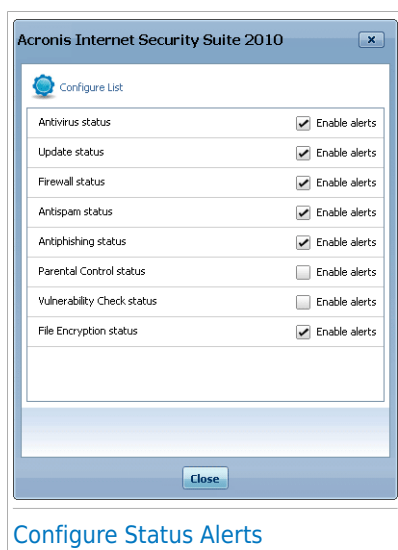 Acronis Internet Security Suite 2010
Configure List
Antivirus status Enable alerts
Update status Enable alerts
Firewall status Enable alerts
Antispam status Enable alerts
Antiphishing status Enable alerts
Parental Control status Enable alerts
Vulnerability Check status Enable alerts
File Encryption status Enable alerts
Close
Configure Status Alerts